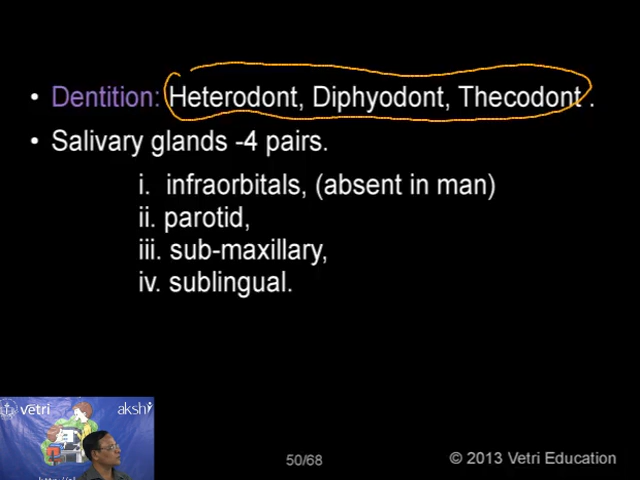 • Dentition: Heterodont, Diphyodont, Thecodont .
• Salivary glands -4 pairs.
i. infraorbitals, (absent in man)
ii. parotid,
iii. sub-maxillary,
iv. sublingual.
vetri akshi
http://
50/68
© 2013 Vetri Education